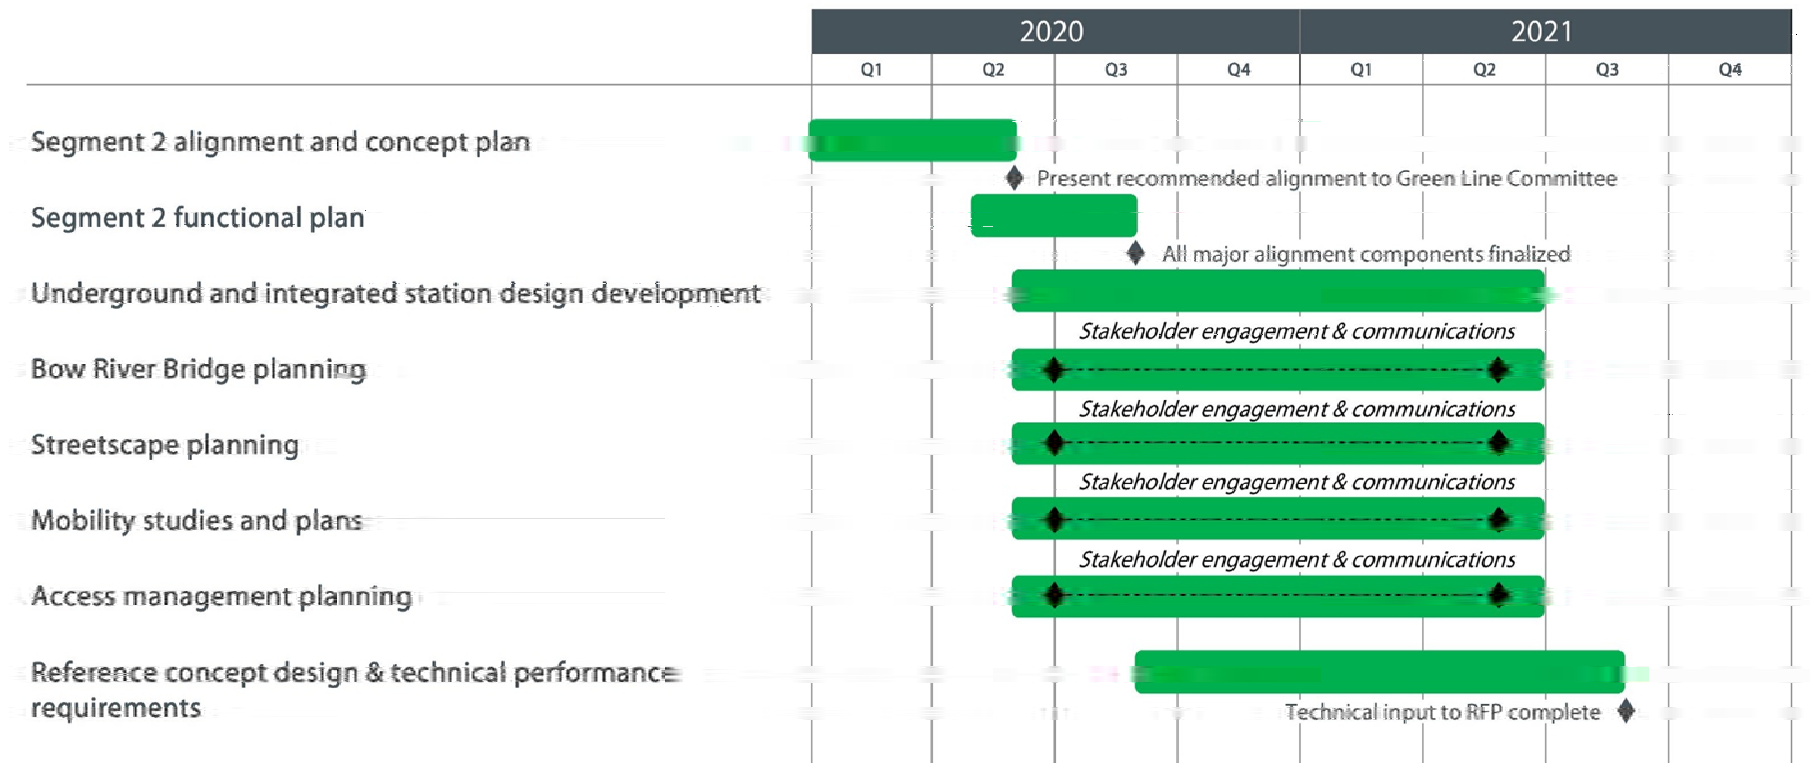 2020 2021
Q1 Q2 Q3 Q4 Q1 Q2 Q3 Q4
Segment 2 alignment and concept plan
Present recommended alignment to Green Line Committee
Segment 2 functional plan
All major alignment components finalized
Underground and integrated station design development
Stakeholder engagement & communications
Bow River Bridge planning
Stakeholder engagement & communications
Streetscape planning
Stakeholder engagement & communications
Mobility studies and plans
Stakeholder engagement & communications
Access management planning
Reference concept design & technical performance
requirements
Technical input to RFP complete